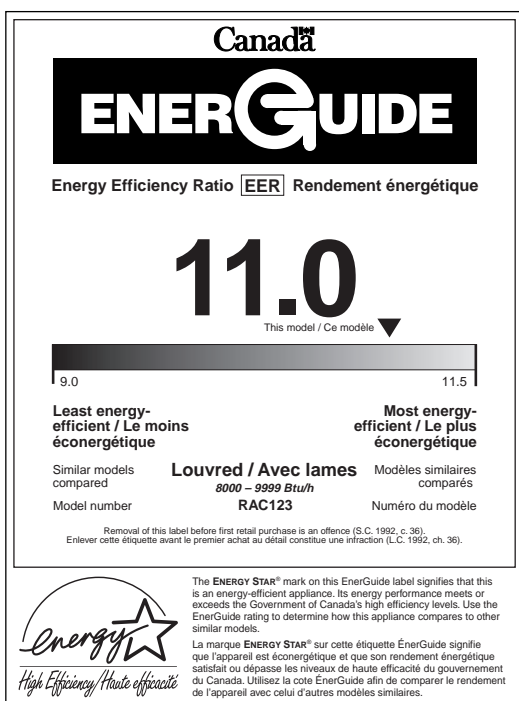 Canada
ENERGUIDE
Energy Efficiency Ratio EER Rendement énergétique
11.0
This model / Ce modèle
9.0 11.5
Least energy-
efficient / Le moins
éconergétique
Most energy-
efficient / Le plus
éconergétique
Similar models
compared
Louvred / Avec lames
8000 – 9999 Btu/h
Modèles similaires
comparés
Model number RAC123 Numéro du modèle
Removal of this label before first retail purchase is an offence (S.C. 1992, c. 36).
Enlever cette étiquette avant le premier achat au détail constitue une infraction (L.C. 1992, ch. 36).
energy
High Efficiency/Haute efficacité
The ENERGY STAR® mark on this EnerGuide label signifies that this
is an energy-efficient appliance. Its energy performance meets or
exceeds the Government of Canada's high efficiency levels. Use the
EnerGuide rating to determine how this appliance compares to other
similar models.
La marque ENERGY STAR® sur cette étiquette ÉnerGuide signifie
que l'appareil est éconergétique et que son rendement énergétique
satisfait ou dépasse les niveaux de haute efficacité du gouvernement
du Canada. Utilisez la cote ÉnerGuide afin de comparer le rendement
de l'appareil avec celui d'autres modèles similaires.